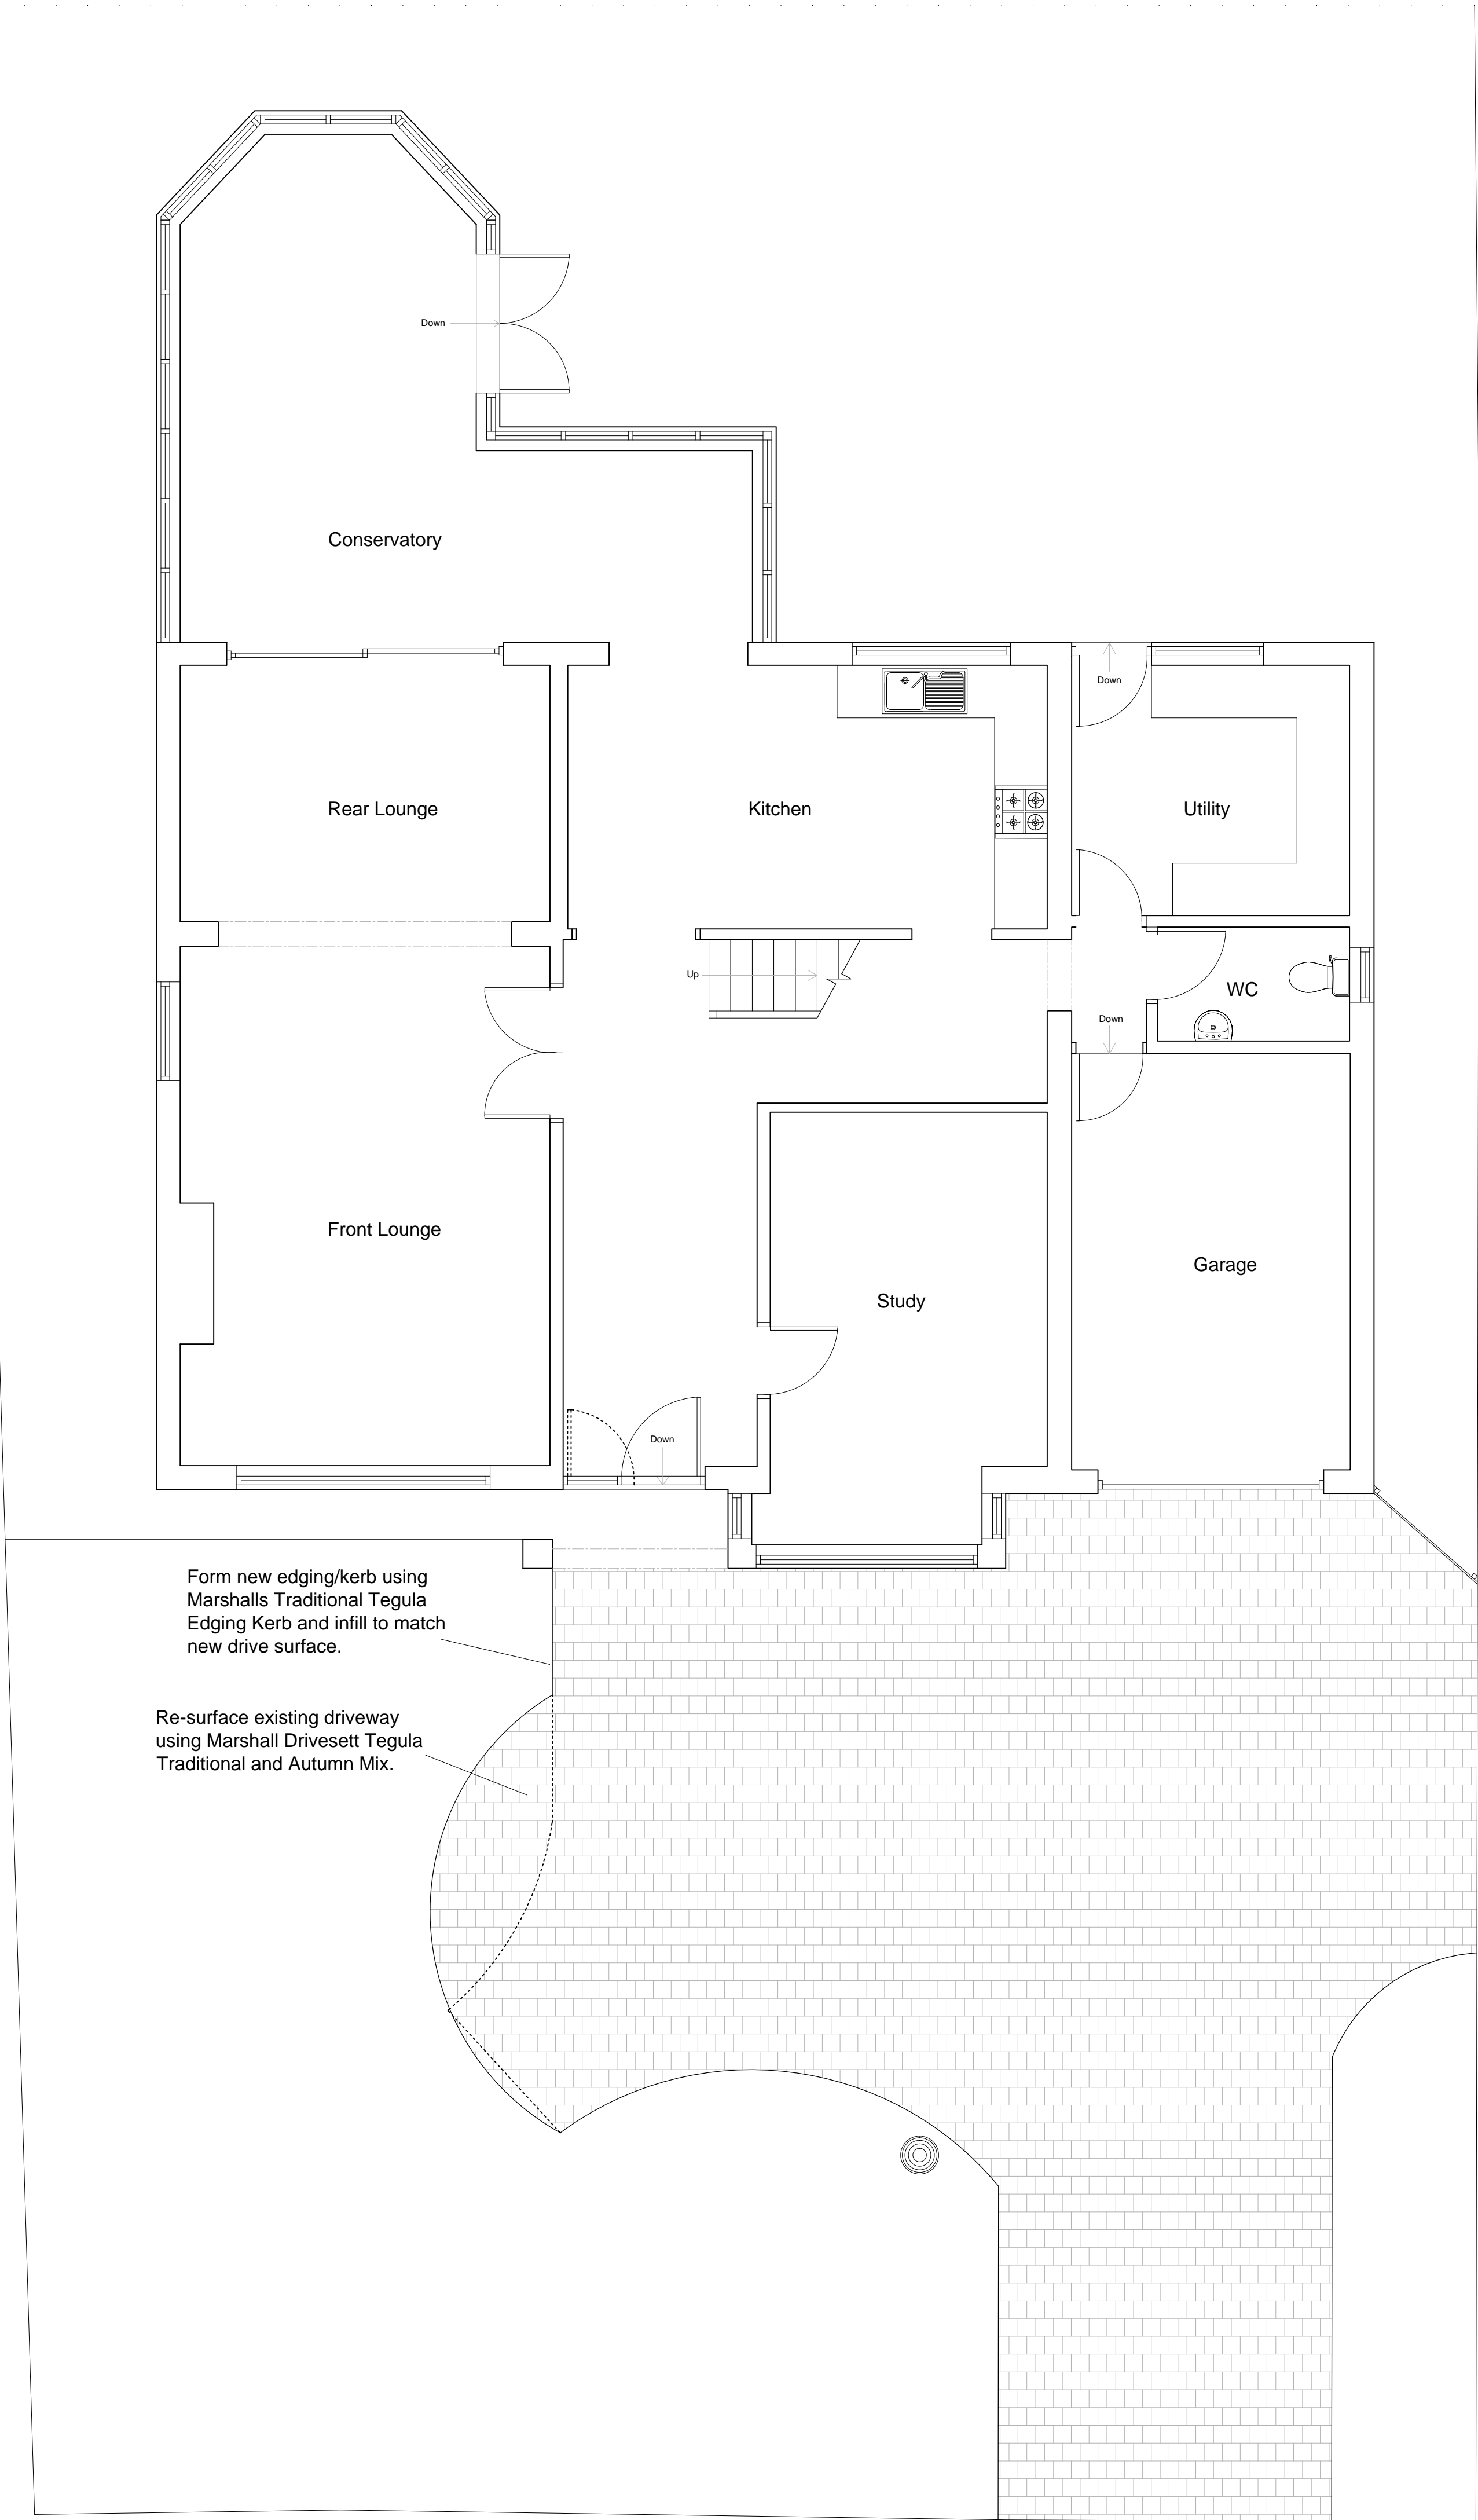 Down
Conservatory
Down
Rear Lounge
Kitchen
Utility
Up
WC
Down
Front Lounge
Garage
Study
Down
Form new edging/kerb using
Marshalls Traditional Tegula
Edging Kerb and infill to match
new drive surface.
Re-surface existing driveway
using Marshall Drivesett Tegula
Traditional and Autumn Mix.